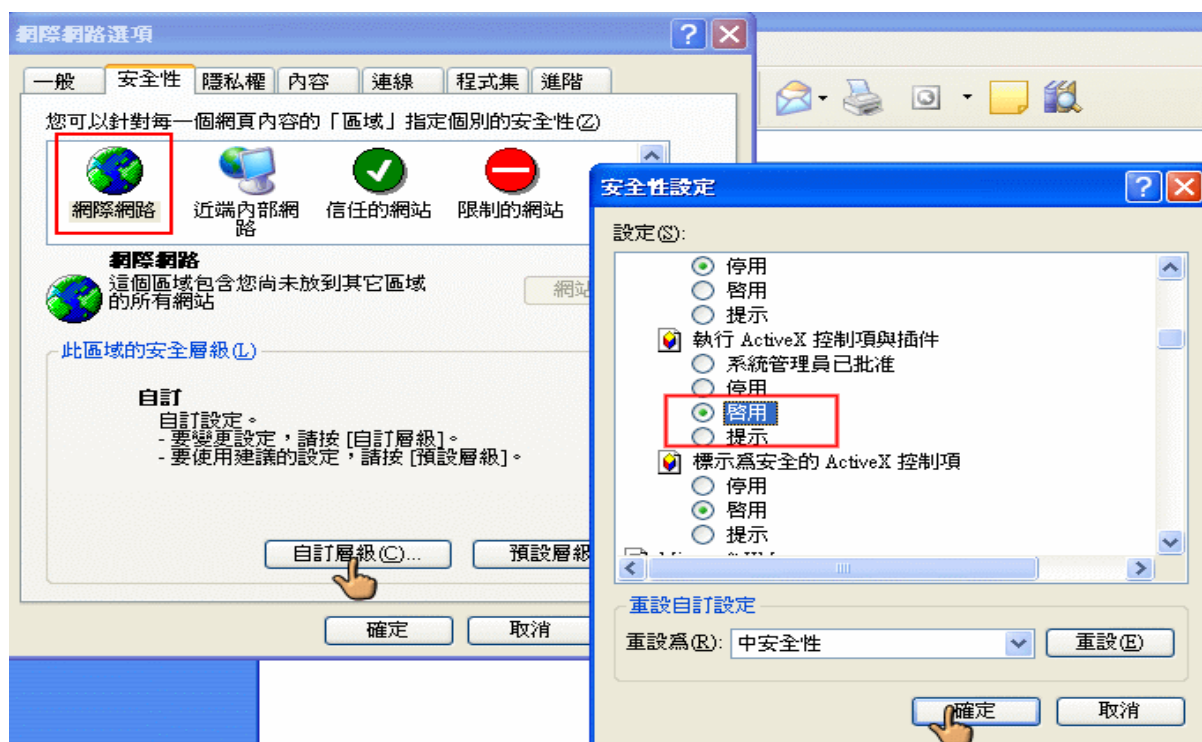 網際網路選項
一般 安全性 隱私權 內容 連線 程式集 進階
您可以針對每一個網頁內容的「區域」指定個別的安全性(Z)
網際網路
近端內部網
路
信任的網站
限制的網站
網際網路
這個區域包含您尚未放到其它區域
的所有網站
網站
此區域的安全層級(L)
自訂
自訂設定。
- 要變更設定，請按 [自訂層級]。
- 要使用建議的設定，請按 [預設層級]。
自訂層級(C)...
預設層級
確定
取消
安全性設定
設定(S):
停用
啓用
提示
執行 ActiveX 控制項與插件
系統管理員已批准
停用
啓用
提示
標示爲安全的 ActiveX 控制項
停用
啓用
提示
重設自訂設定
重設爲(R): 中安全性 重設(E)
確定
取消